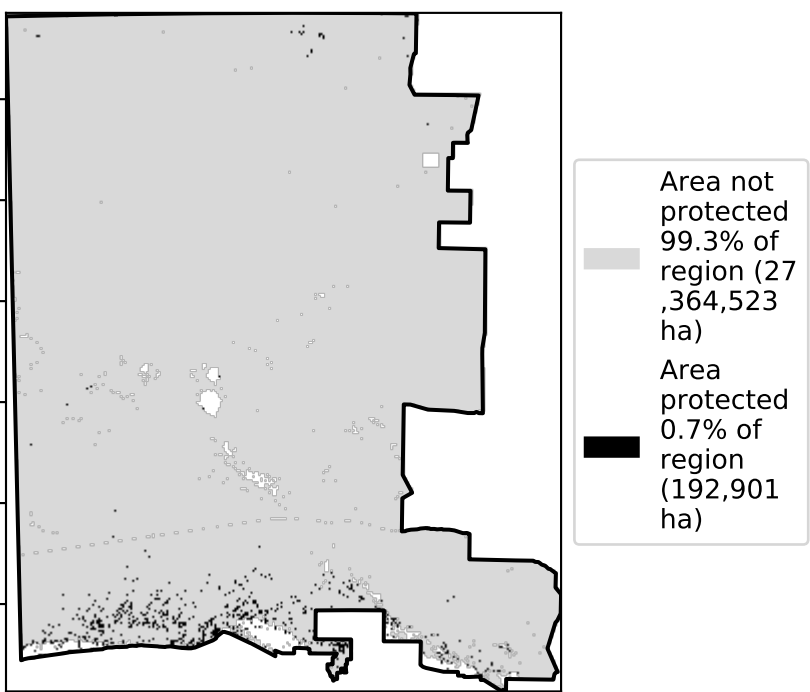 Area not
protected
99.3% of
region (27
,364,523
ha)
Area
protected
0.7% of
region
(192,901
ha)